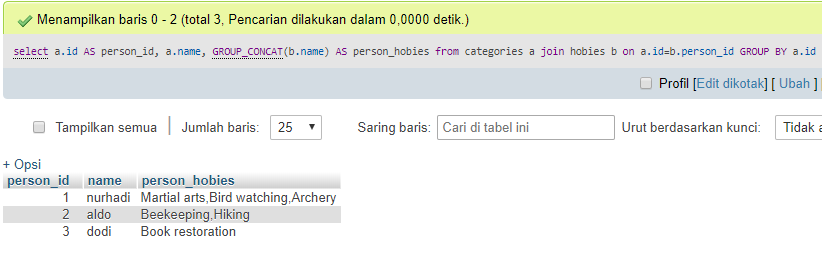 Menampilkan baris 0 - 2 (total 3, Pencarian dilakukan dalam 0,0000 detik.)
select a.id AS person_id, a.name, GROUP_CONCAT(b.name) AS person_hobies from categories a join hobies b on a.id=b.person_id GROUP BY a.id
Profil [Edit dikotak] [ Ubah ]
Tampilkan semua | Jumlah baris: 25 Saring baris: Cari di tabel ini Urut berdasarkan kunci: Tidak a
+ Opsi
person_id name person_hobies
1 nurhadi Martial arts,Bird watching,Archery
2 aldo Beekeeping,Hiking
3 dodi Book restoration